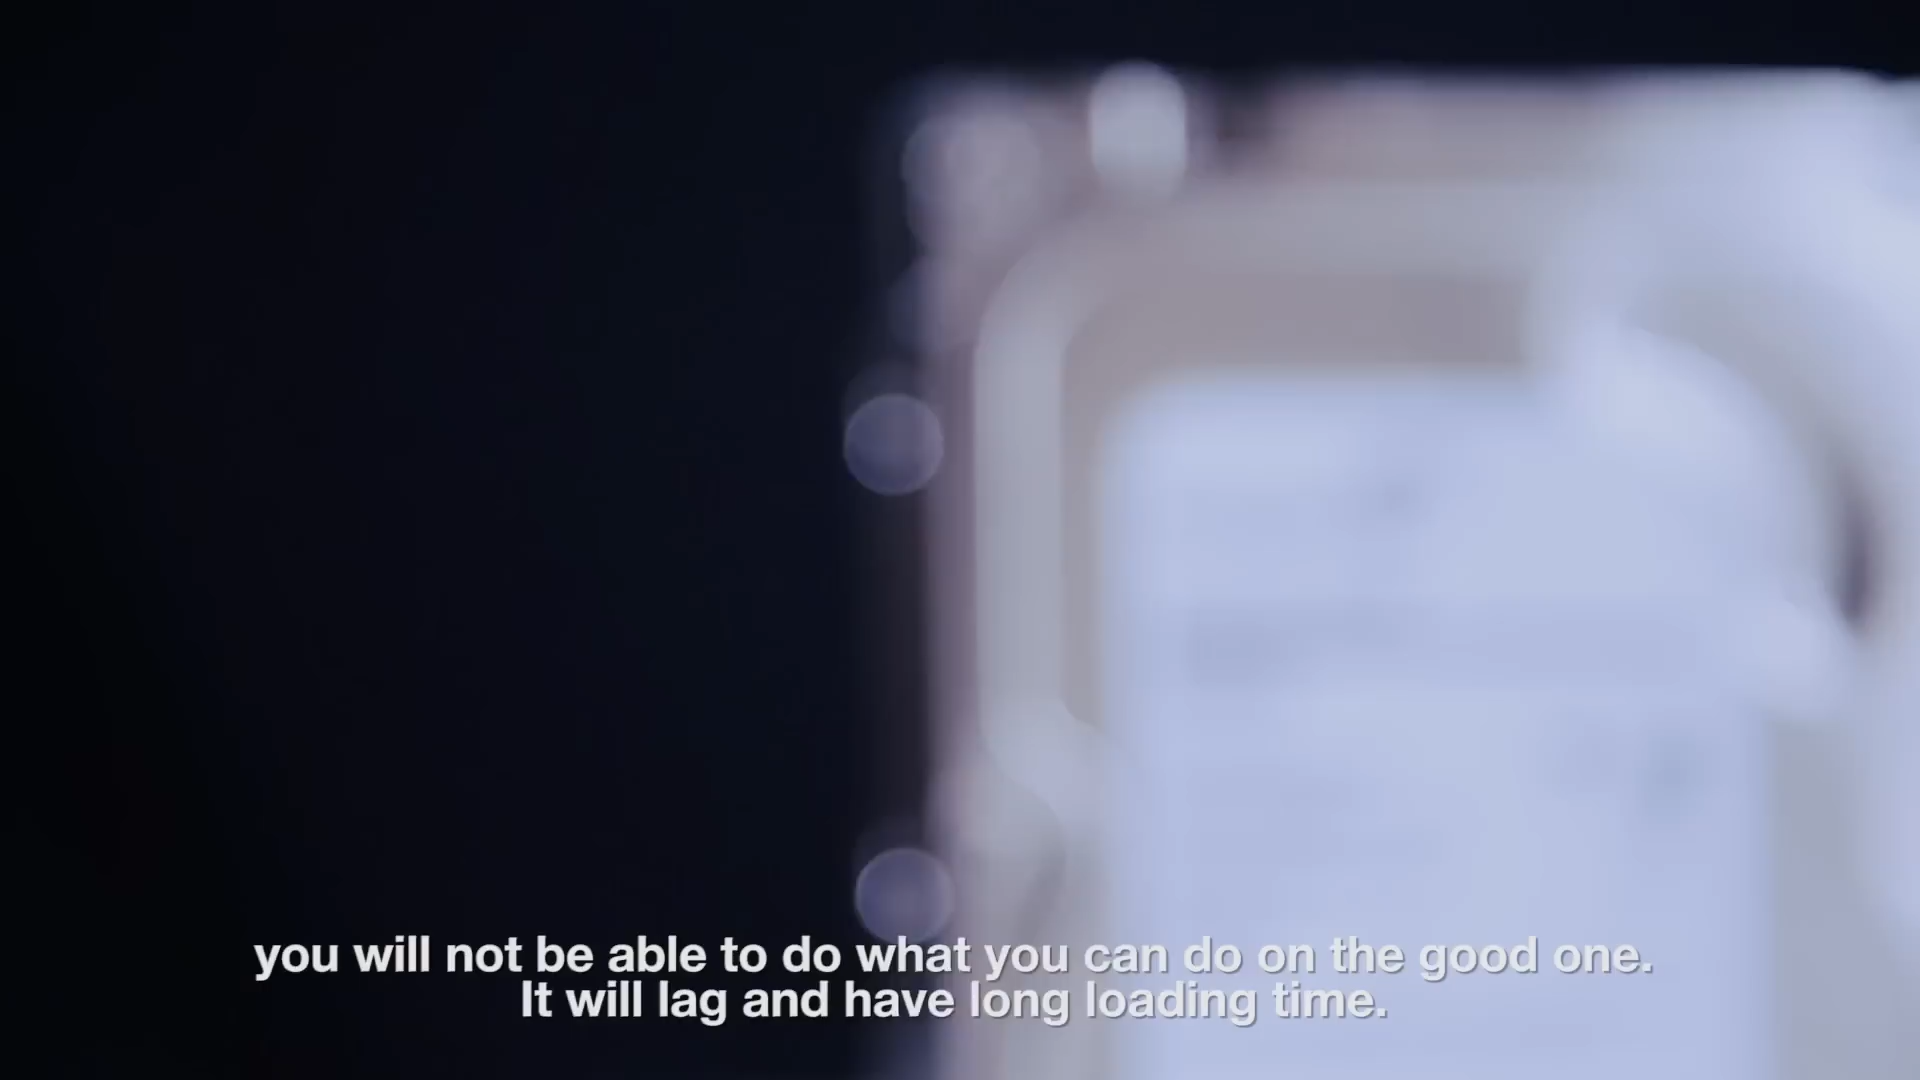 you will not be able to do what you can do on the good one.
It will lag and have long loading time.